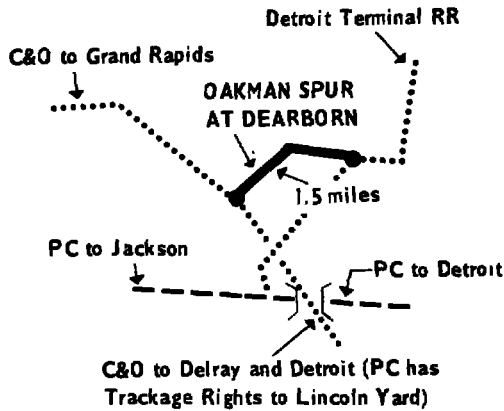 Detroit Terminal RR
C&O to Grand Rapids
OAKMAN SPUR
AT DEARBORN
1.5 miles
PC to Jackson
PC to Detroit
C&O to Delray and Detroit (PC has
Trackage Rights to Lincoln Yard)